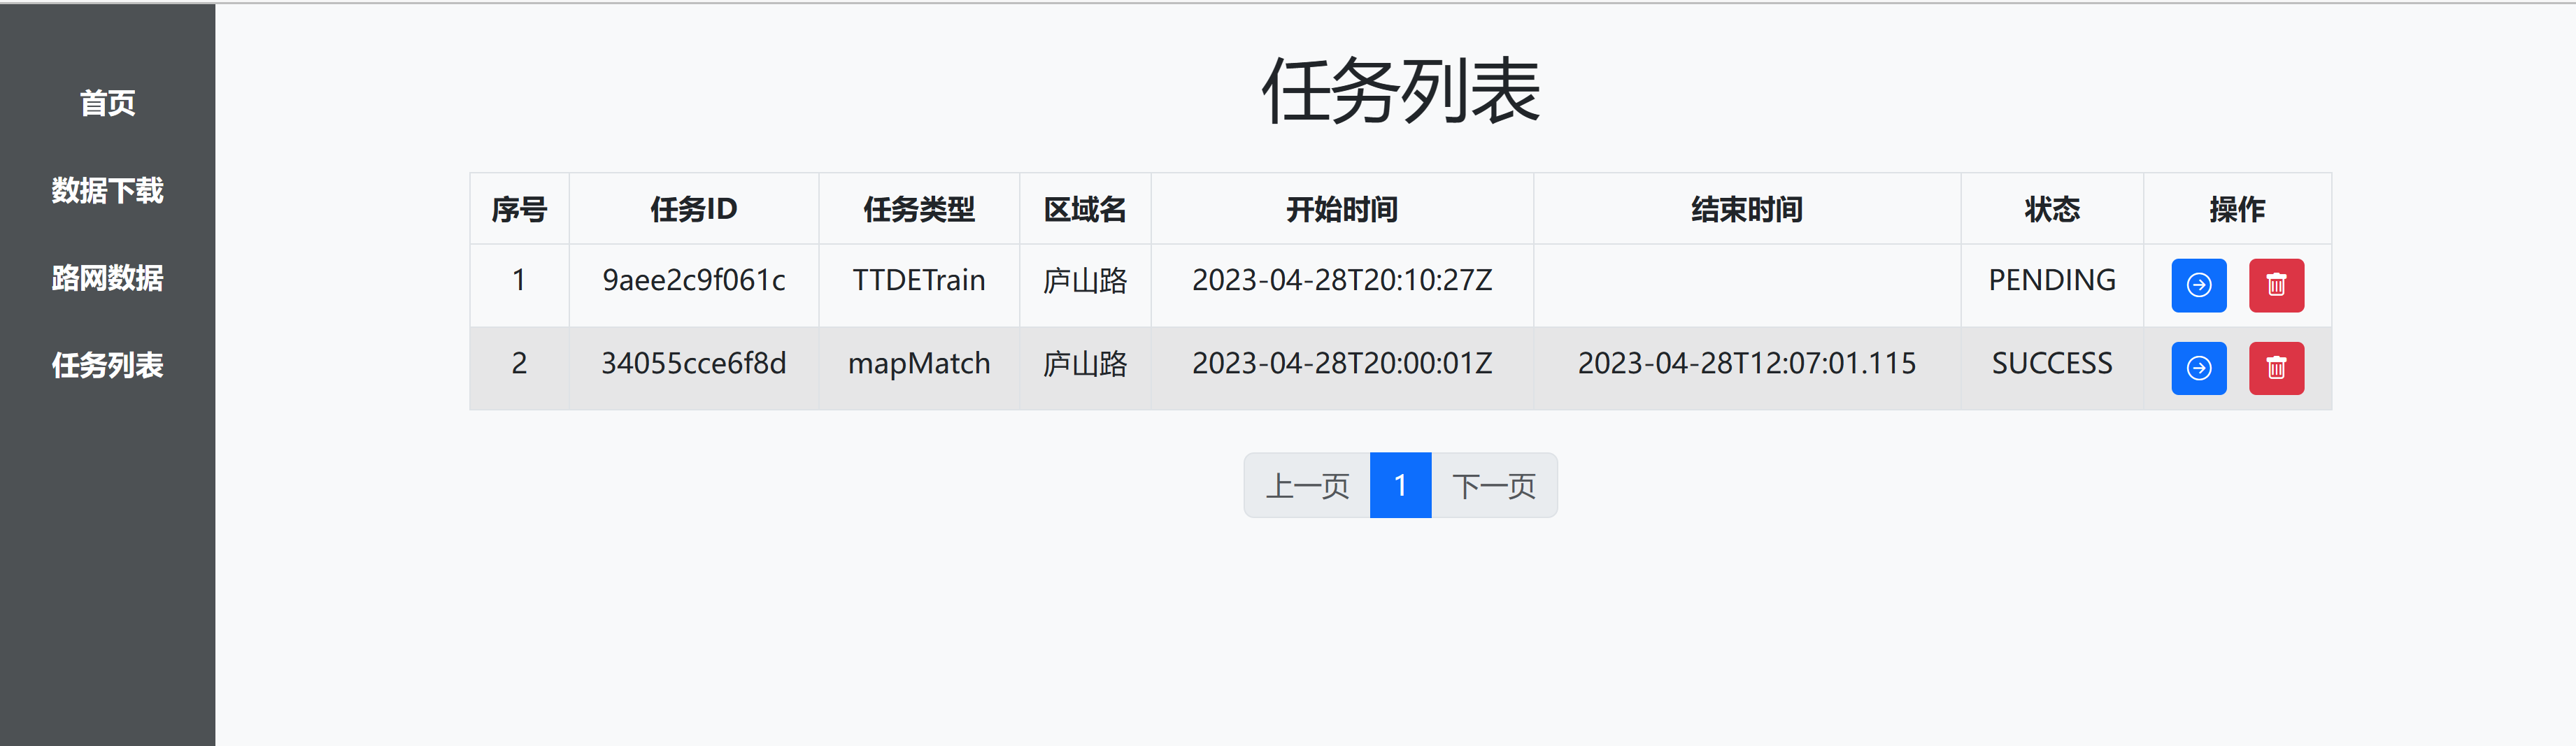 首页
数据下载
路网数据
任务列表
任务列表
序号 任务ID 任务类型 区域名 开始时间 结束时间 状态 操作
1 9aee2c9f061c TTDETrain 庐山路 2023-04-28T20:10:27Z PENDING
2 34055cce6f8d mapMatch 庐山路 2023-04-28T20:00:01Z 2023-04-28T12:07:01.115 SUCCESS
上一页 1 下一页